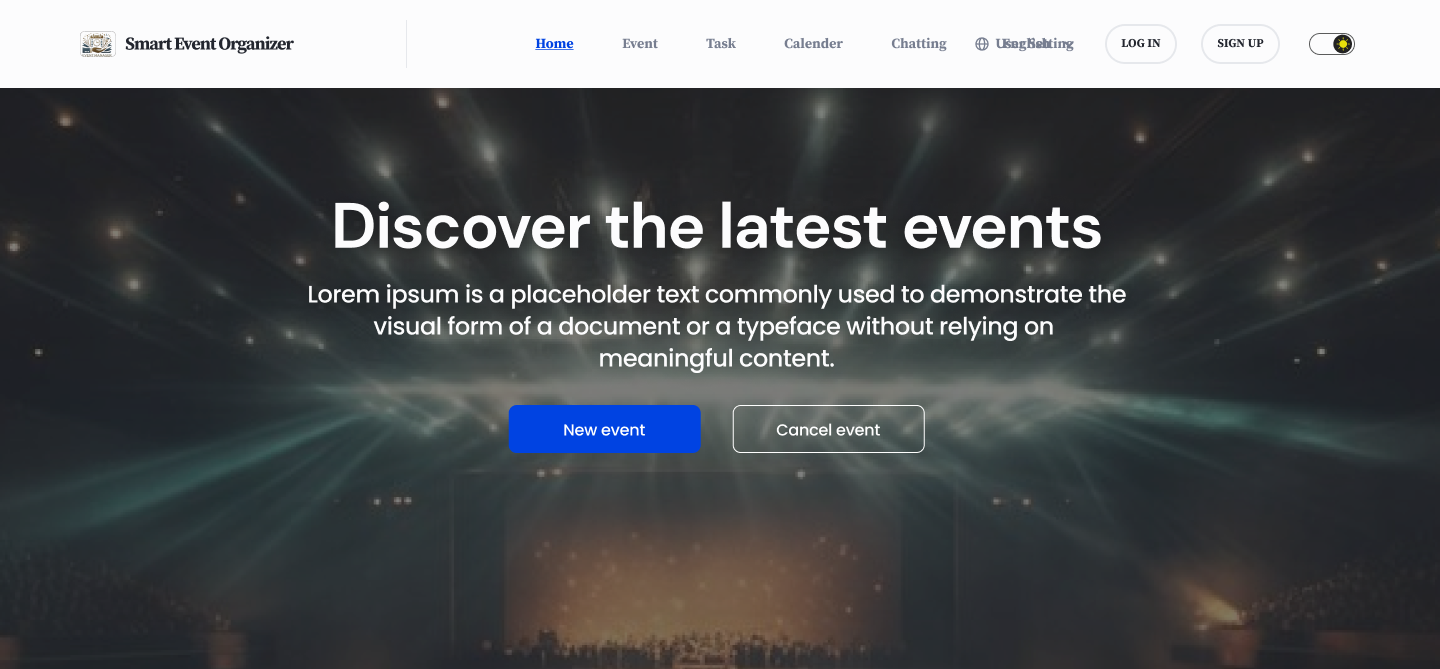 Smart Event Organizer
Home
Event
Task
Calender
Chatting
User Setting
English
LOG IN
SIGN UP
Discover the latest events
Lorem ipsum is a placeholder text commonly used to demonstrate the
visual form of a document or a typeface without relying on
meaningful content.
New event
Cancel event